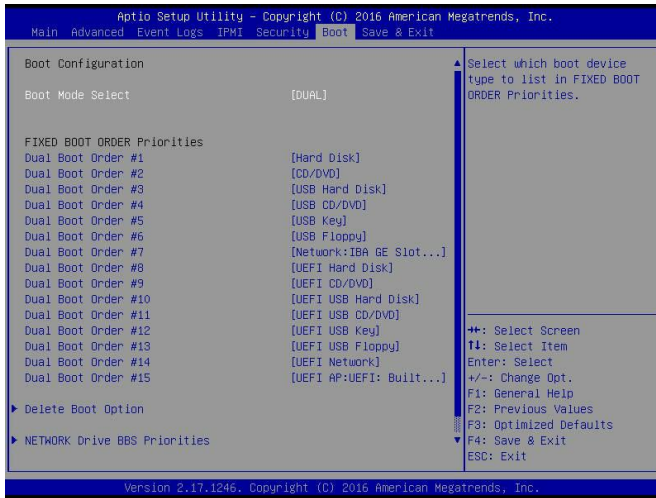 Aptio Setup Utility – Copyright (C) 2016 American Megatrends, Inc.
Main Advanced Event Logs IPMI Security Boot Save & Exit
Boot Configuration
Boot Mode Select [DUAL]
FIXED BOOT ORDER Priorities
Dual Boot Order #1 [Hard Disk]
Dual Boot Order #2 [CD/DVD]
Dual Boot Order #3 [USB Hard Disk]
Dual Boot Order #4 [USB CD/DVD]
Dual Boot Order #5 [USB Key]
Dual Boot Order #6 [USB Floppy]
Dual Boot Order #7 [Network:IBA GE Slot...]
Dual Boot Order #8 [UEFI Hard Disk]
Dual Boot Order #9 [UEFI CD/DVD]
Dual Boot Order #10 [UEFI USB Hard Disk]
Dual Boot Order #11 [UEFI USB CD/DVD]
Dual Boot Order #12 [UEFI USB Key]
Dual Boot Order #13 [UEFI USB Floppy]
Dual Boot Order #14 [UEFI Network]
Dual Boot Order #15 [UEFI AP:UEFI: Built...]
Delete Boot Option
NETWORK Drive BBS Priorities
Select which boot device
type to list in FIXED BOOT
ORDER Priorities.
→←: Select Screen
↑↓: Select Item
Enter: Select
+/-: Change Opt.
F1: General Help
F2: Previous Values
F3: Optimized Defaults
F4: Save & Exit
ESC: Exit
Version 2.17.1246. Copyright (C) 2016 American Megatrends, Inc.